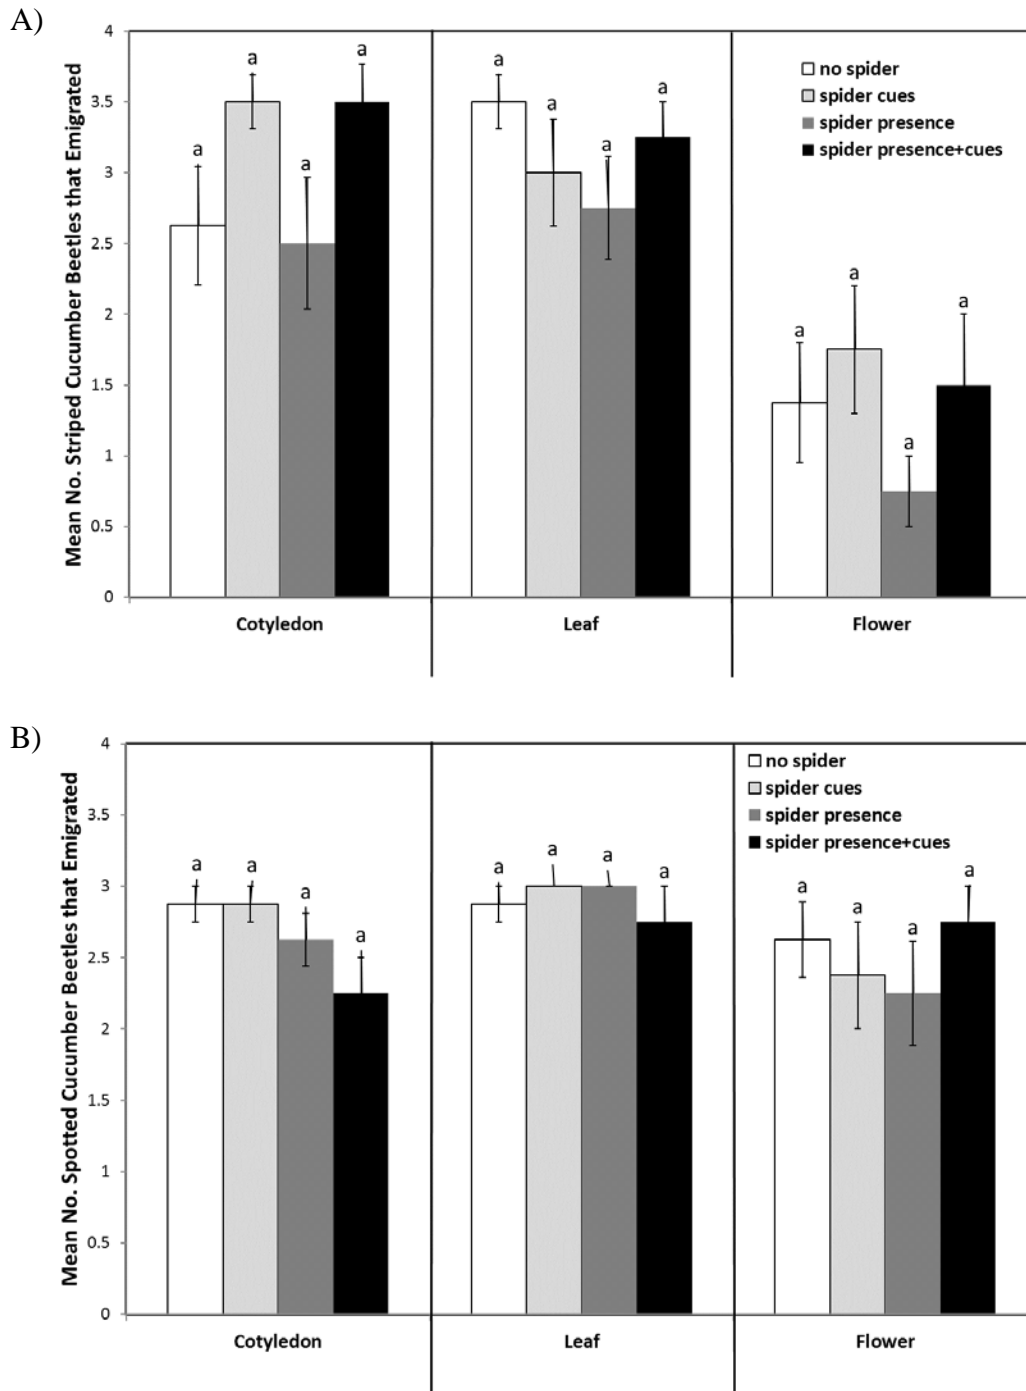 A)
Mean No. Striped Cucumber Beetles that Emigrated
4
3.5
3
2.5
2
1.5
1
0.5
0
a
a
a
a
a
a
a
a
a
a
a
a
no spider
spider cues
spider presence
spider presence+cues
Cotyledon
Leaf
Flower
B)
Mean No. Spotted Cucumber Beetles that Emigrated
4
3.5
3
2.5
2
1.5
1
0.5
0
a
a
a
a
a
a
a
a
a
a
a
a
no spider
spider cues
spider presence
spider presence+cues
Cotyledon
Leaf
Flower